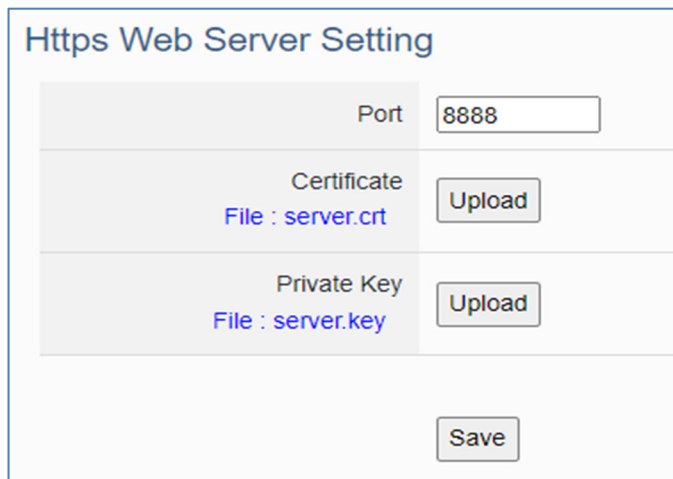 Https Web Server Setting
Port 8888
Certificate
File : server.crt
Upload
Private Key
File : server.key
Upload
Save